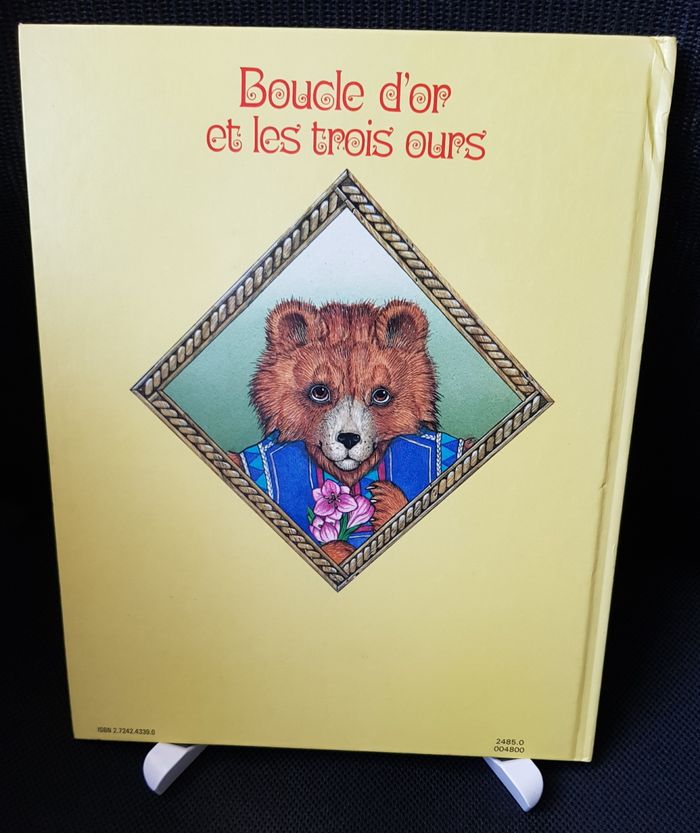 Boucle d'or
et les trois ours
ISBN 2.7242.4339.0
2485.0
004800